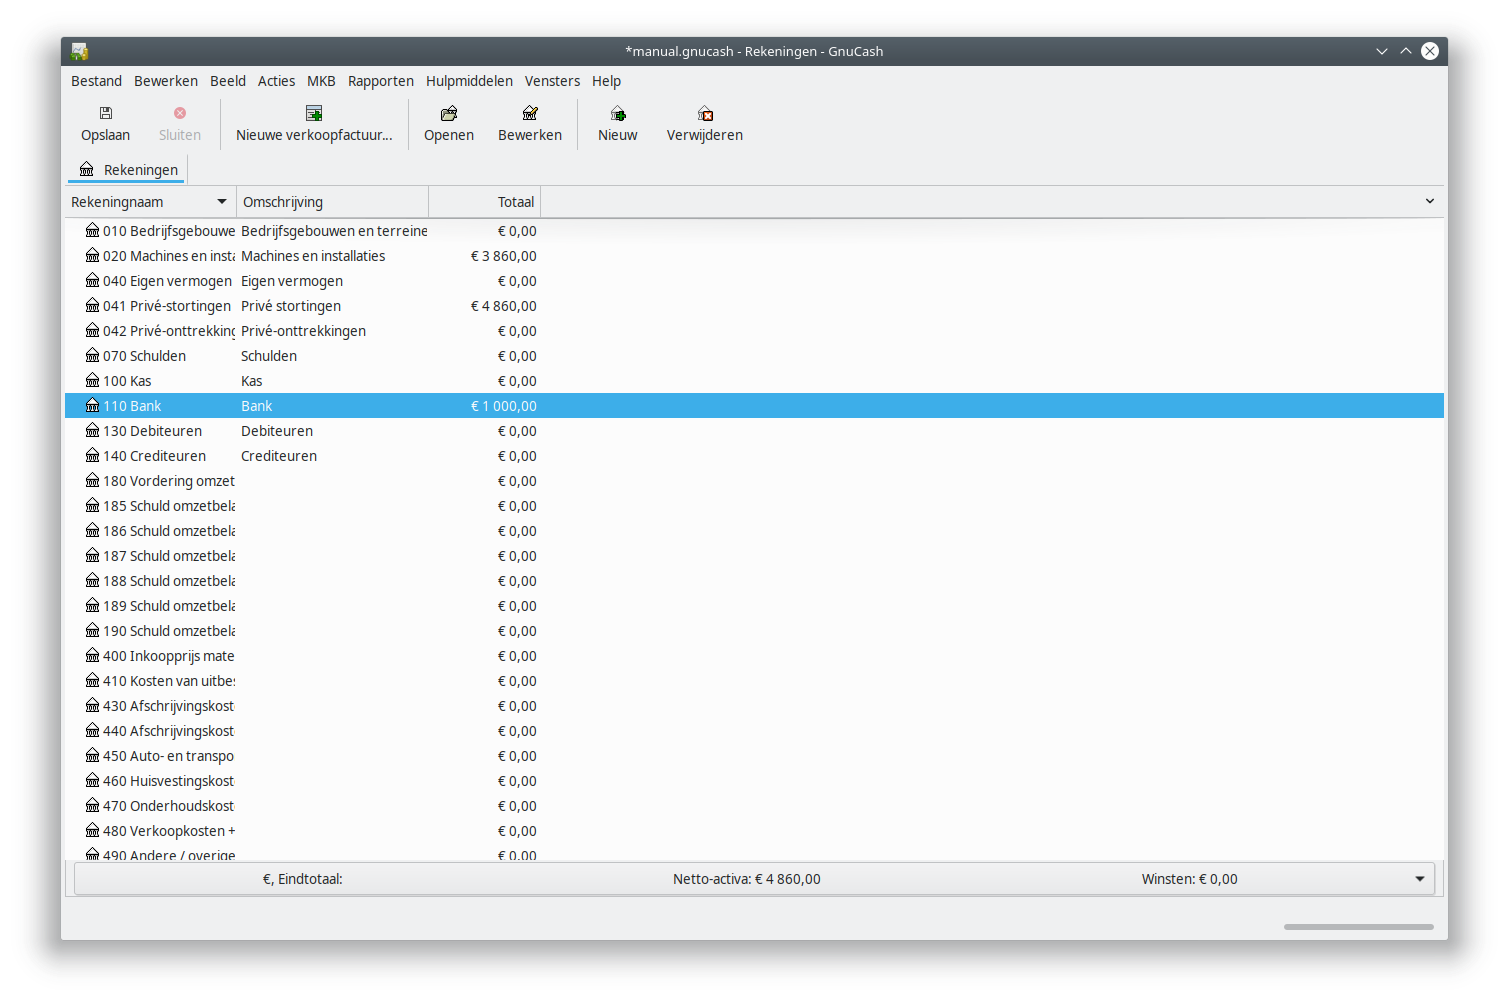 *manual.gnucash - Rekeningen - GnuCash
Bestand Bewerken Beeld Acties MKB Rapporten Hulpmiddelen Vensters Help
Opslaan Sluiten Nieuwe verkoopfactuur... Openen Bewerken Nieuw Verwijderen
Rekeningen
Rekeningnaam Omschrijving Totaal
010 Bedrijfsgebouwe Bedrijfsgebouwen en terreine € 0,00
020 Machines en insta Machines en installaties € 3 860,00
040 Eigen vermogen Eigen vermogen € 0,00
041 Privé-stortingen Privé stortingen € 4 860,00
042 Privé-onttrekking Privé-onttrekkingen € 0,00
070 Schulden Schulden € 0,00
100 Kas Kas € 0,00
110 Bank Bank € 1 000,00
130 Debiteuren Debiteuren € 0,00
140 Crediteuren Crediteuren € 0,00
180 Vordering omzet € 0,00
185 Schuld omzetbela € 0,00
186 Schuld omzetbela € 0,00
187 Schuld omzetbela € 0,00
188 Schuld omzetbela € 0,00
189 Schuld omzetbela € 0,00
190 Schuld omzetbela € 0,00
400 Inkoopprijs mate € 0,00
410 Kosten van uitbes € 0,00
430 Afschrijvingskost € 0,00
440 Afschrijvingskost € 0,00
450 Auto- en transpo € 0,00
460 Huisvestingskost € 0,00
470 Onderhoudskost € 0,00
480 Verkoopkosten + € 0,00
490 Andere / overige € 0,00
€, Eindtotaal: Netto-activa: € 4 860,00 Winsten: € 0,00